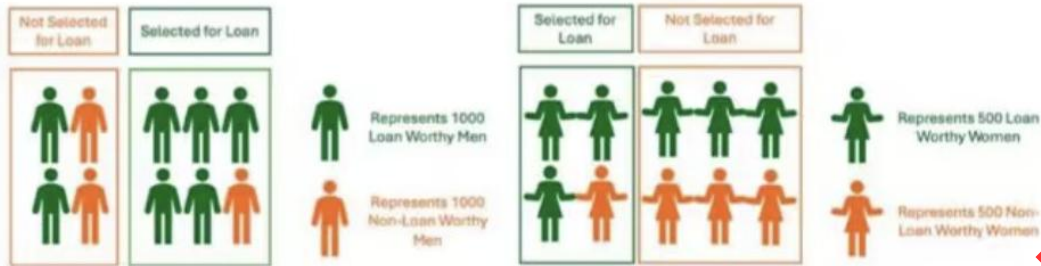 Not Selected
for Loan
Selected for Loan
Represents 1000
Loan Worthy Men
Represents 1000
Non-Loan Worthy
Men
Selected for
Loan
Not Selected for
Loan
Represents 500 Loan
Worthy Women
Represents 500 Non-
Loan Worthy Women